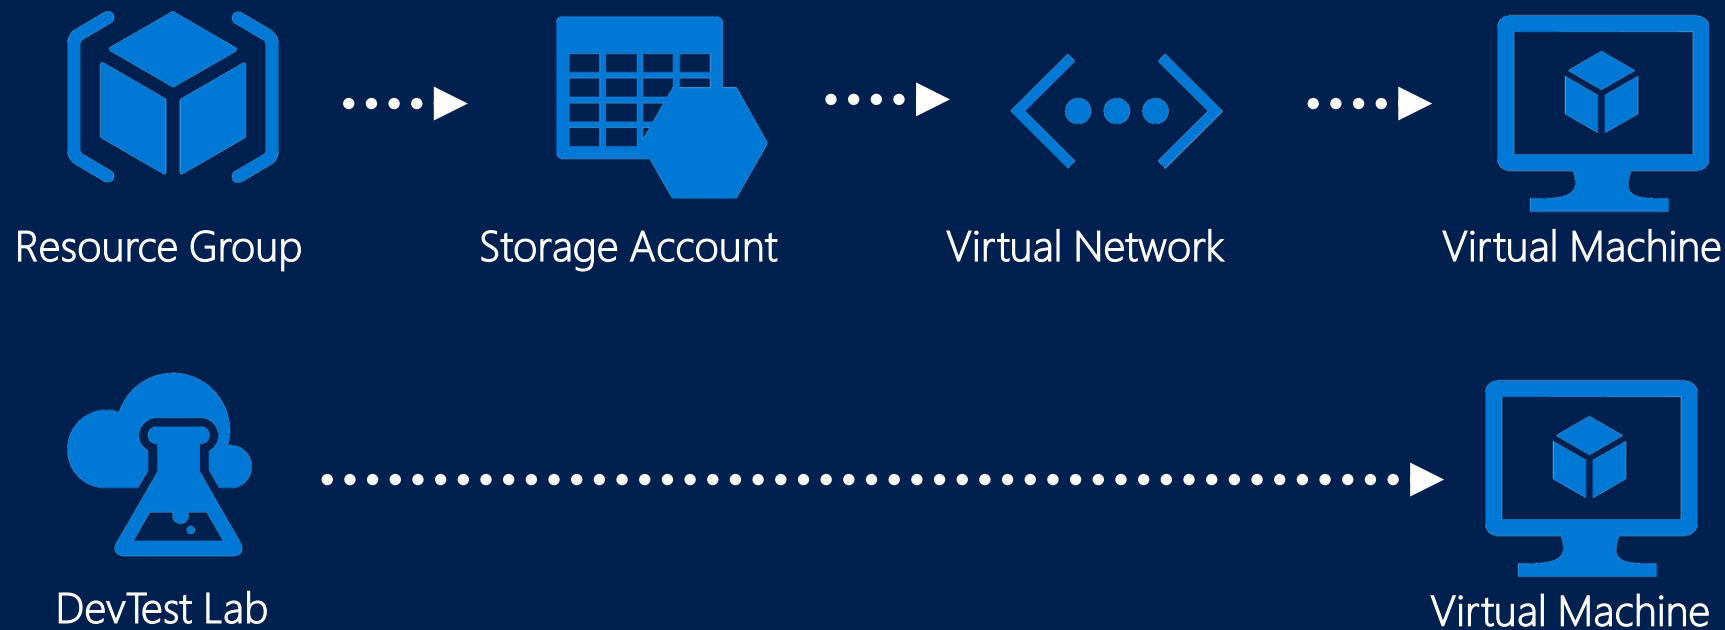 Resource Group
Storage Account
Virtual Network
Virtual Machine
DevTest Lab
Virtual Machine